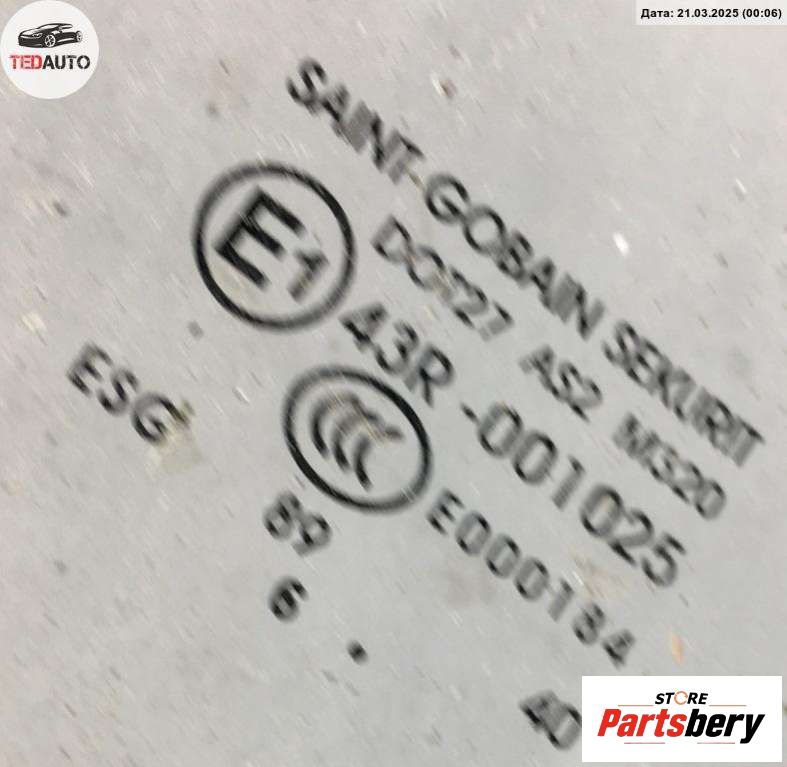 Дата: 21.03.2025 (00:06)
TEDAUTO
SAINT-GOBAIN SEKURIT
E1
DOT27 AS2 M320
43R -001025
ESG
E000184
89
6 .
40
STORE
Partsbery